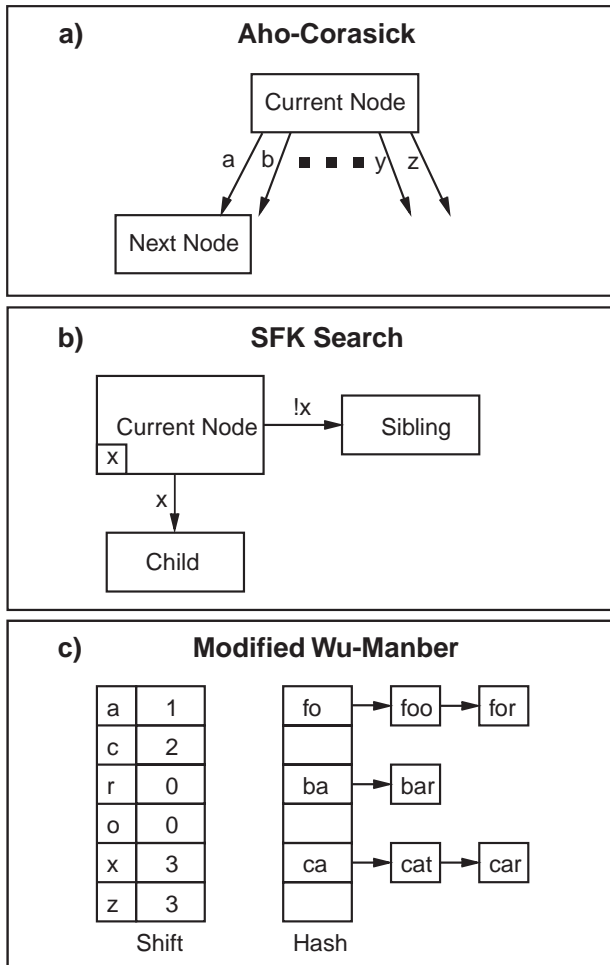 a) Aho-Corasick
Current Node
a b y z
Next Node
b) SFK Search
Current Node !x Sibling
x
x
Child
c) Modified Wu-Manber
a 1 fo foo for
c 2
r 0 ba bar
o 0
x 3 ca cat car
z 3
Shift Hash